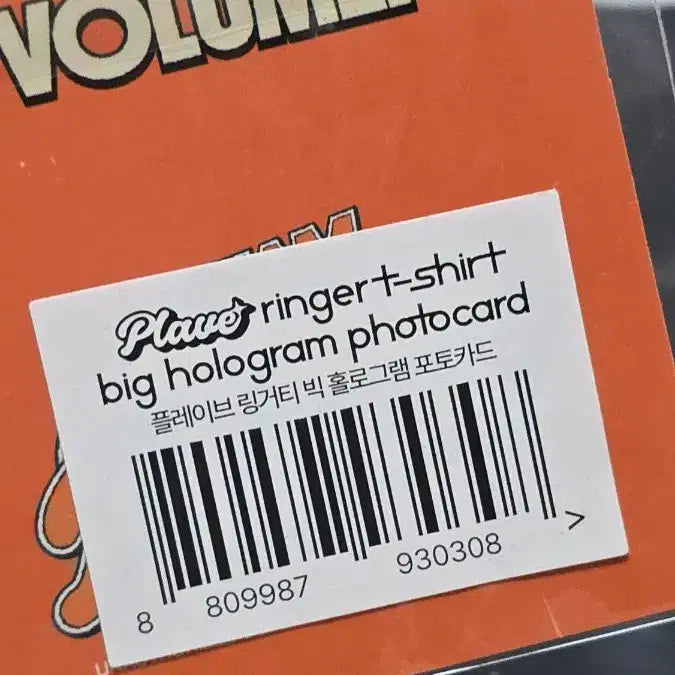 VOLUME
Plave ringer t-shirt
big hologram photocard
플레이브 링거티 빅 홀로그램 포토카드
8 809987 930308 >